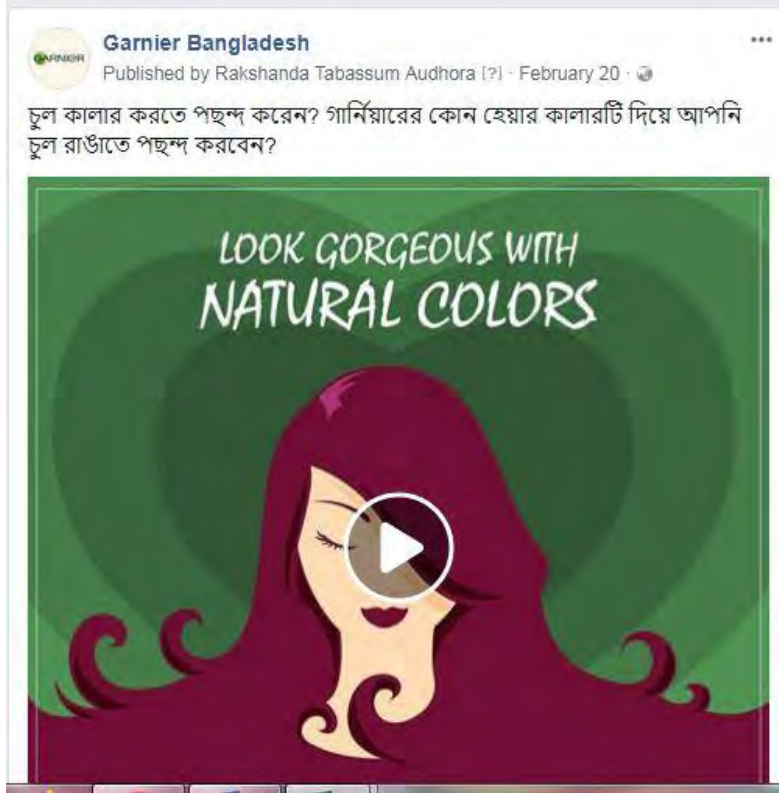 GARNIER
Garnier Bangladesh
Published by Rakshanda Tabassum Audhora [?] · February 20 ·
চুল কালার করতে পছন্দ করেন? গার্নিয়ারের কোন হেয়ার কালারটি দিয়ে আপনি
চুল রাঙাতে পছন্দ করবেন?
LOOK GORGEOUS WITH
NATURAL COLORS